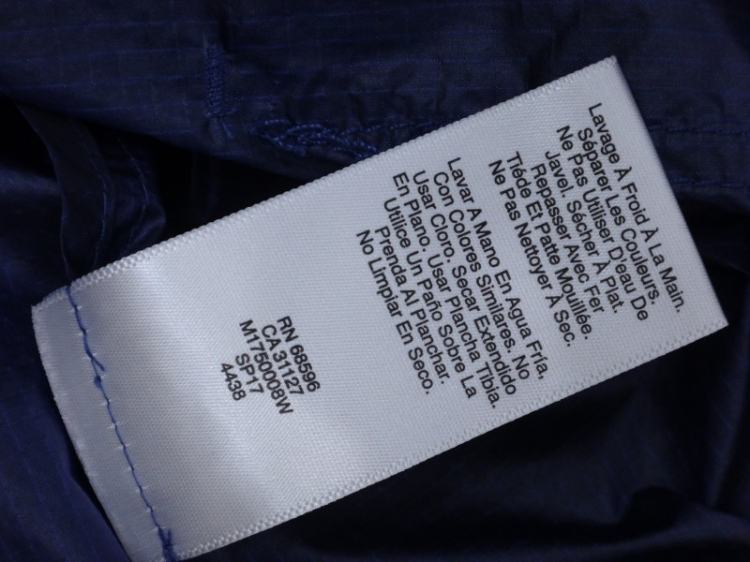 Lavage À Froid À La Main.
Séparer Les Couleurs.
Ne Pas Utiliser D'eau De
Javel. Sécher À Plat.
Repasser Avec Fer
Tiéde Et Patte Mouillée.
Ne Pas Nettoyer À Sec.
Lavar A Mano En Agua Fría,
Con Colores Similares. No
Usar Cloro. Secar Extendido
En Plano. Usar Plancha Tibia.
Utilice Un Paño Sobre La
Prenda Al Planchar.
No Limpiar En Seco.
RN 68596
CA 31127
M1750008W
SP17
4438